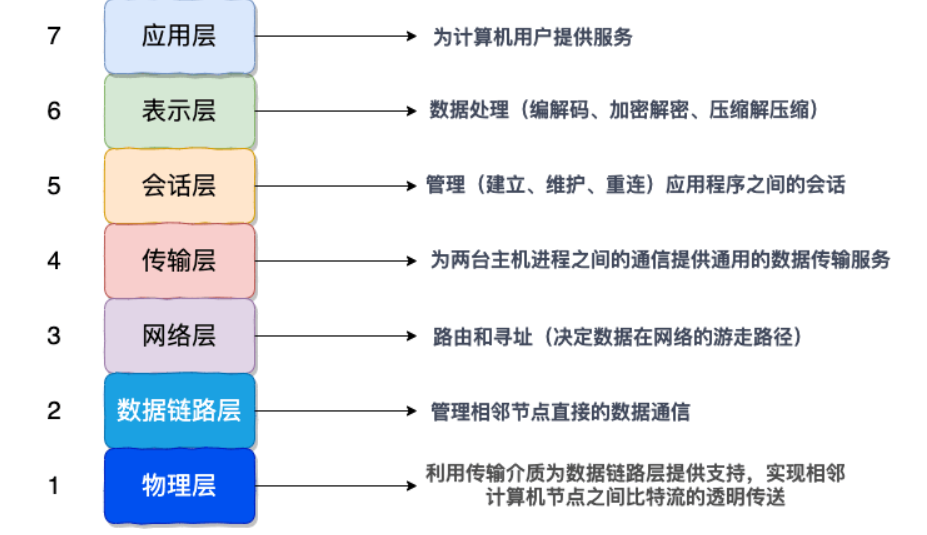 7 应用层 为计算机用户提供服务
6 表示层 数据处理（编解码、加密解密、压缩解压缩）
5 会话层 管理（建立、维护、重连）应用程序之间的会话
4 传输层 为两台主机进程之间的通信提供通用的数据传输服务
3 网络层 路由和寻址（决定数据在网络的游走路径）
2 数据链路层 管理相邻节点直接的数据通信
1 物理层 利用传输介质为数据链路层提供支持，实现相邻
计算机节点之间比特流的透明传送